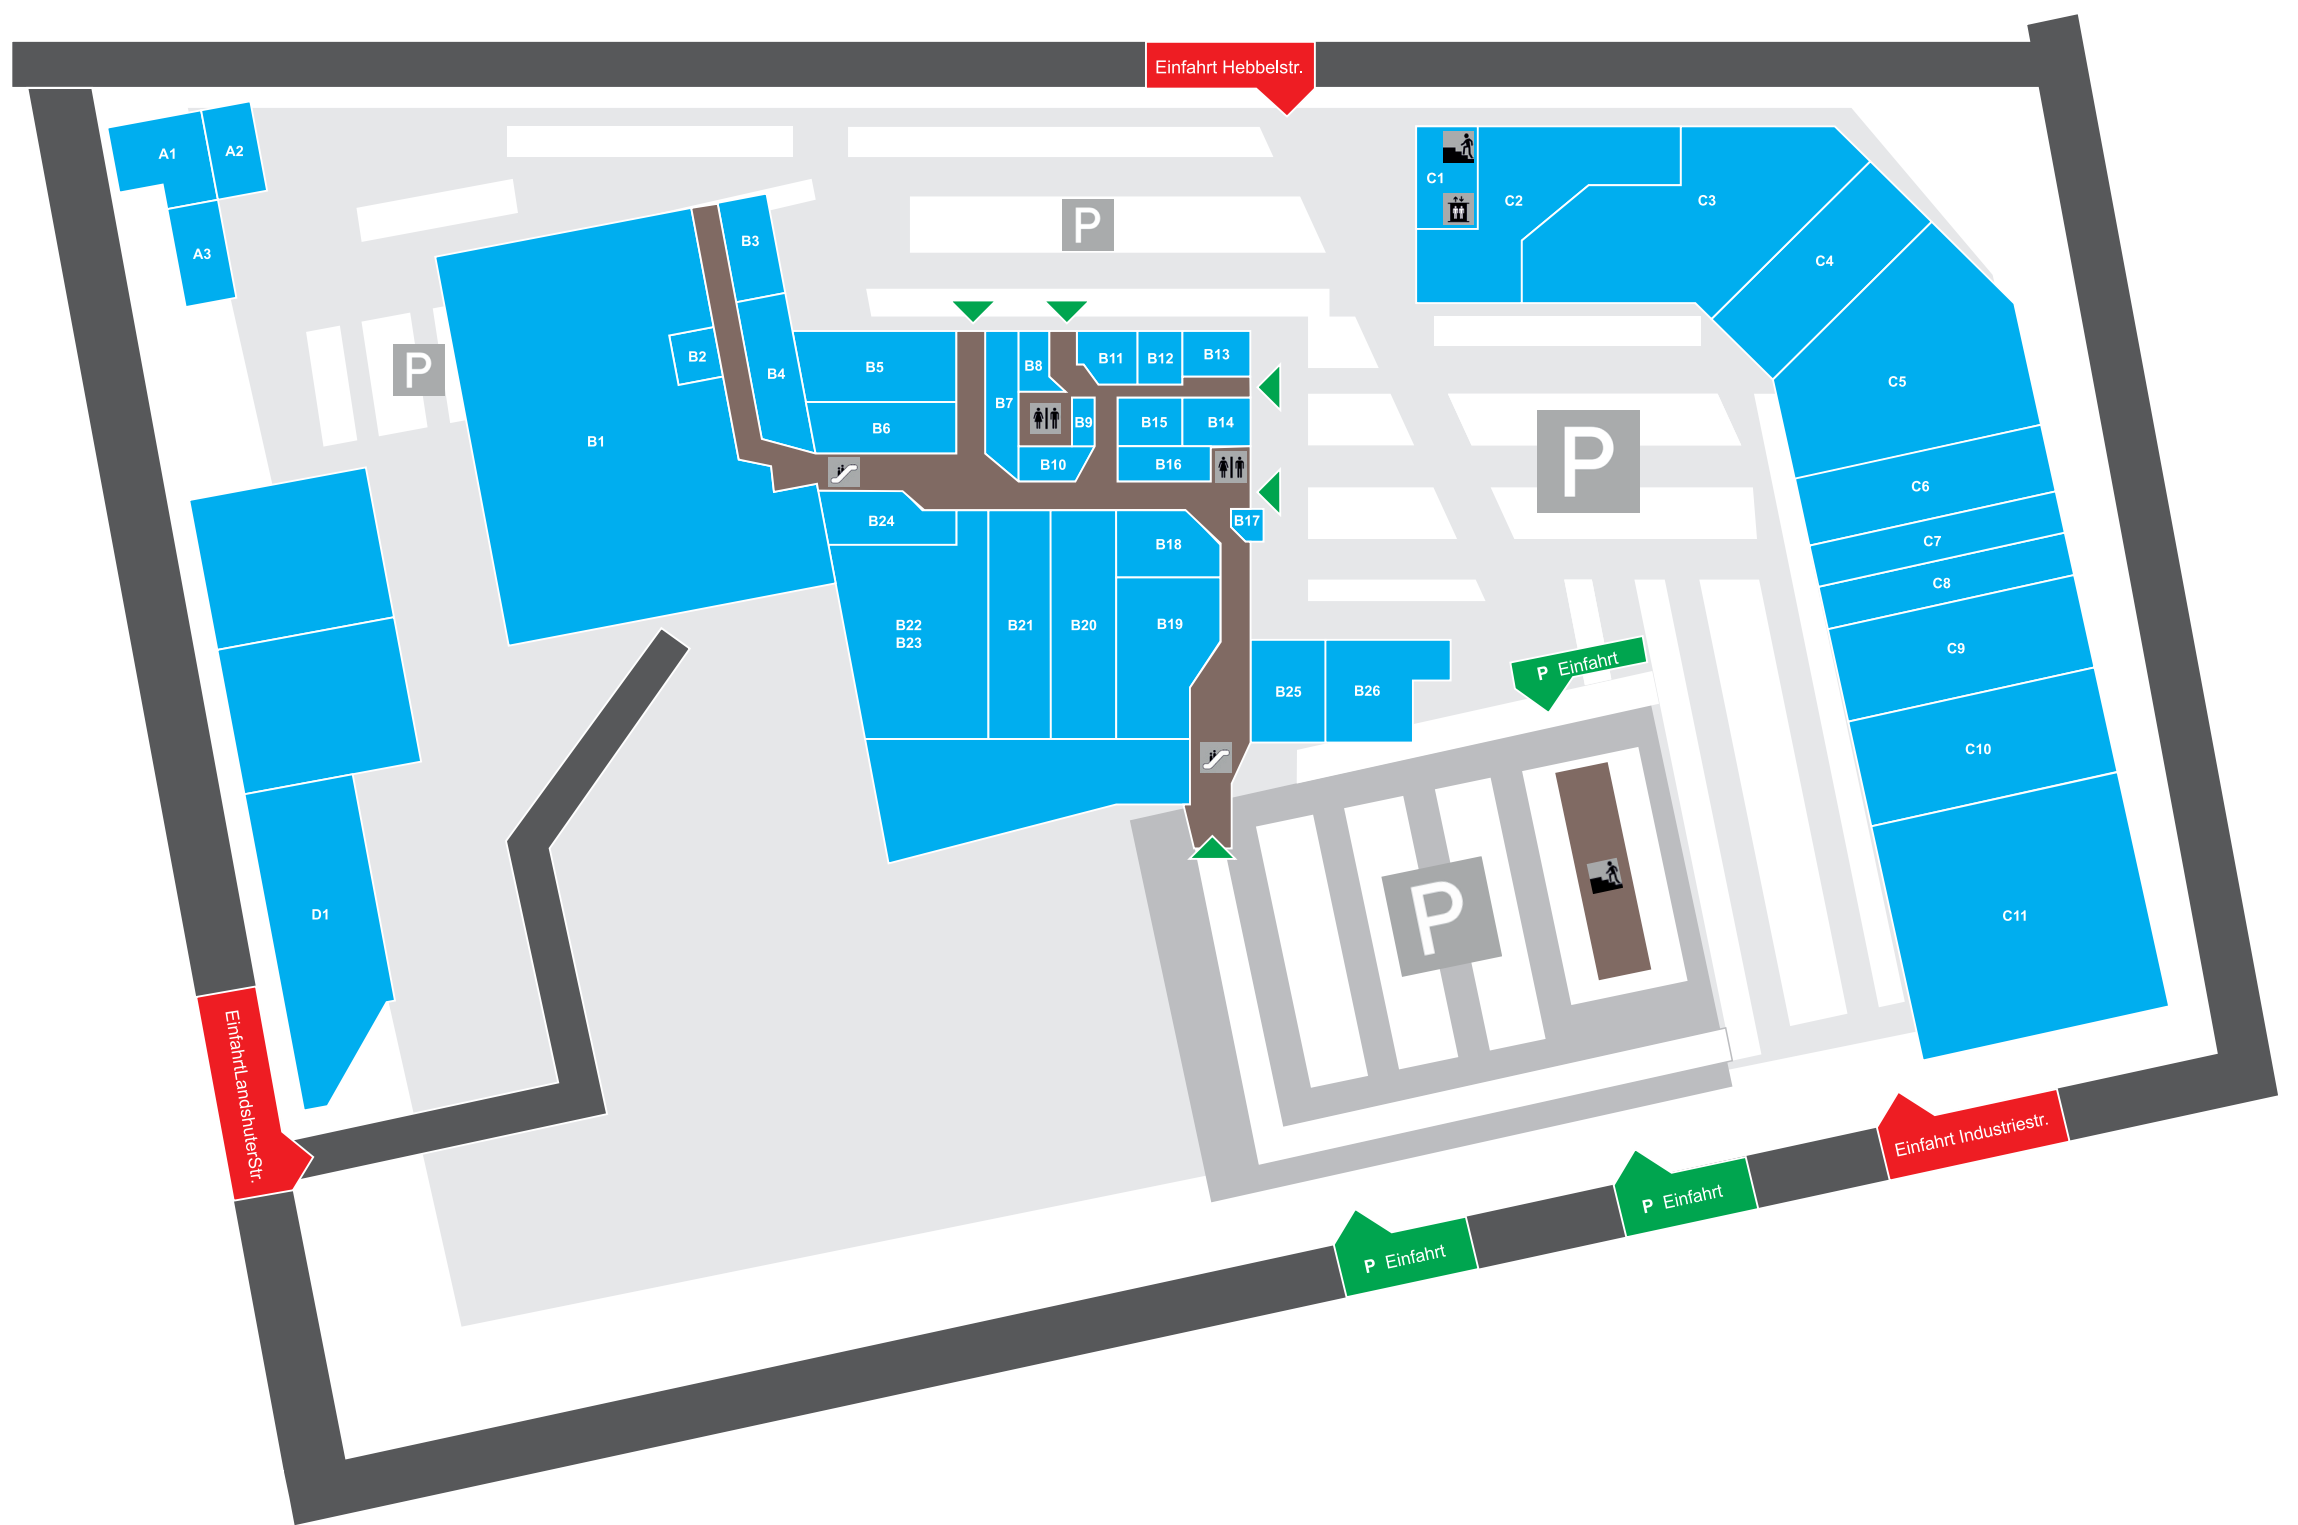 Einfahrt Hebbelstr.
A1
A2
A3
B3
P
C1
C2
C3
C4
P
B2
B1
B4
B5
B6
B7
B8
B9
B10
B11
B12
B13
B15
B14
B16
B17
P
C5
C6
C7
C8
C9
C10
C11
B24
B22
B23
B21
B20
B18
B19
B25
B26
P Einfahrt
P
D1
EinfahrtLandshuterStr.
Einfahrt Industriestr.
P Einfahrt
P Einfahrt